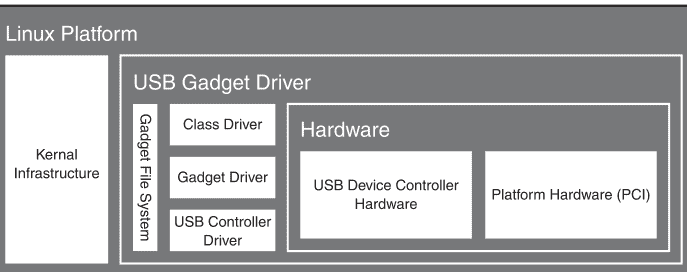 Linux Platform
Kernal
Infrastructure
USB Gadget Driver
Gadget File System
Class Driver
Gadget Driver
USB Controller
Driver
Hardware
USB Device Controller
Hardware
Platform Hardware (PCI)